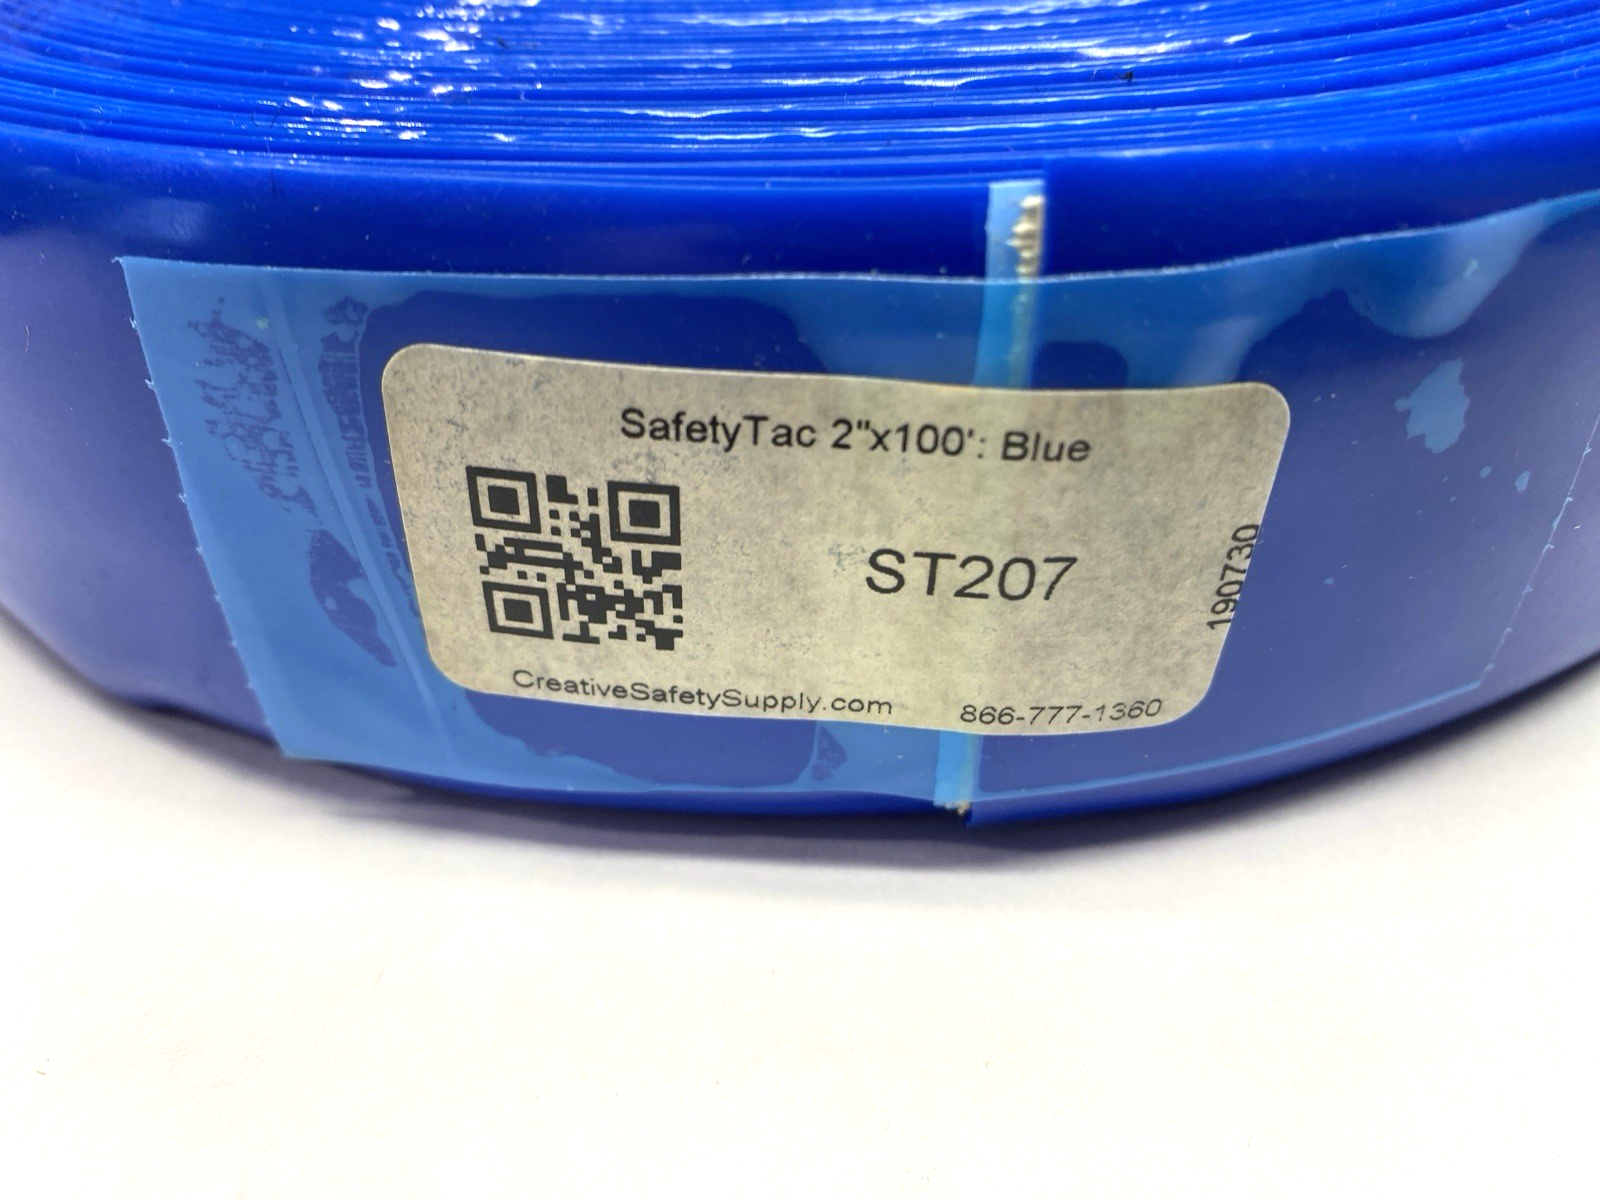 SafetyTac 2"x100': Blue
ST207
190730
CreativeSafetySupply.com
866-777-1360